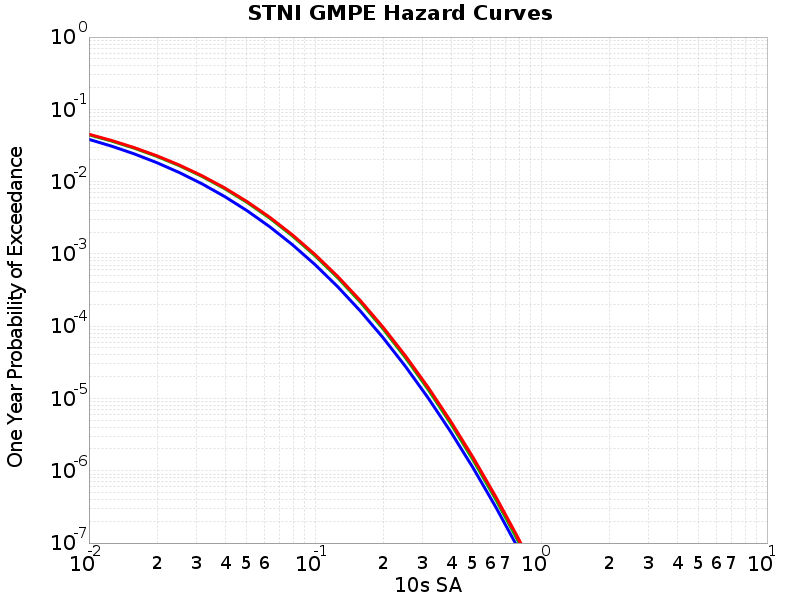 STNI GMPE Hazard Curves
One Year Probability of Exceedance
10^0
10^-1
10^-2
10^-3
10^-4
10^-5
10^-6
10^-7
10^-2 2 3 4 5 6 10^-1 2 3 4 5 6 7 10^0 2 3 4 5 6 7 10^1
10s SA